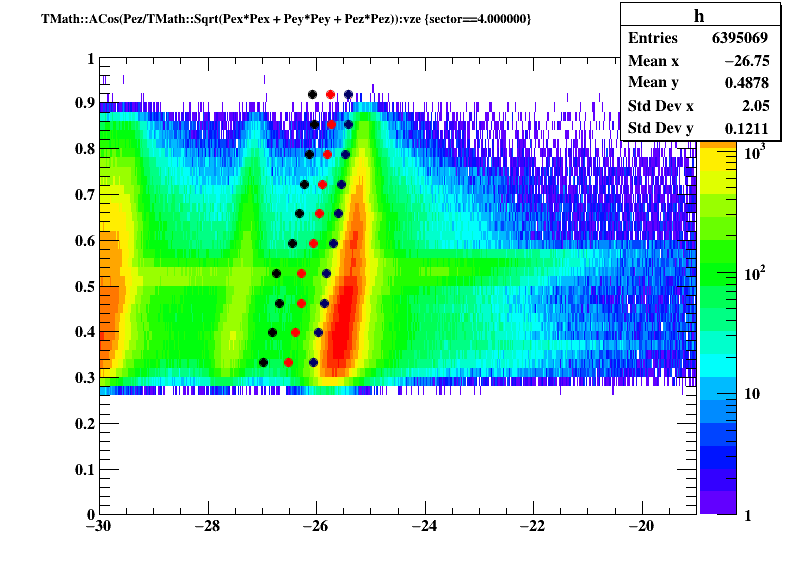 TMath::ACos(Pez/TMath::Sqrt(Pex*Pex + Pey*Pey + Pez*Pez)):vze {sector==4.000000}
h
Entries 6395069
Mean x −26.75
Mean y 0.4878
Std Dev x 2.05
Std Dev y 0.1211
1
0.9
0.8
0.7
0.6
0.5
0.4
0.3
0.2
0.1
0
−30 −28 −26 −24 −22 −20
10³
10²
10
1